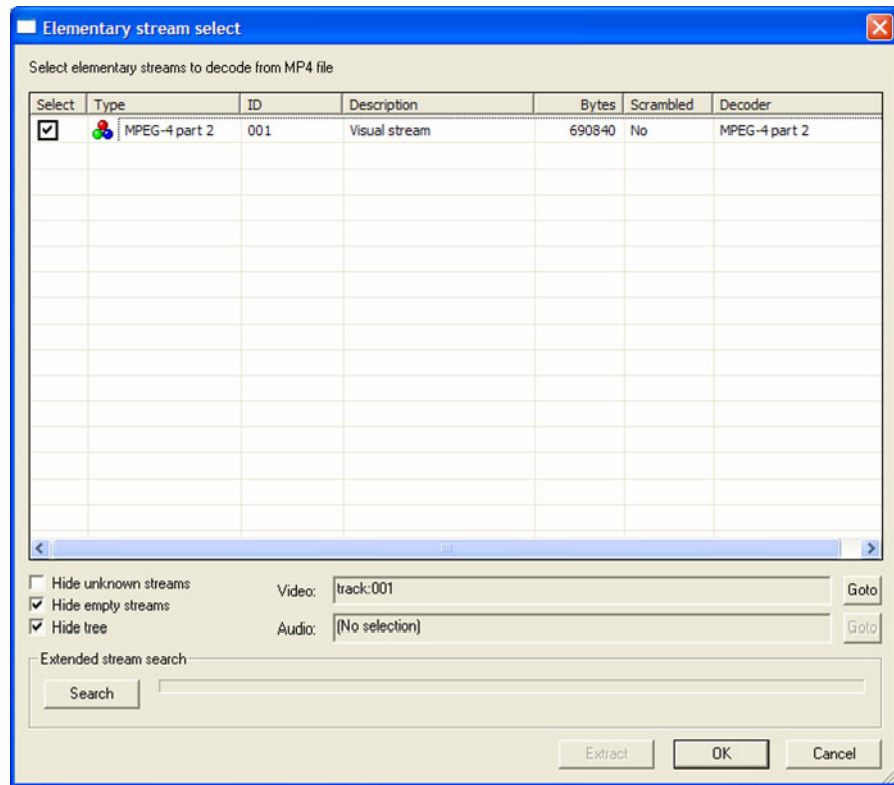 Elementary stream select
Select elementary streams to decode from MP4 file
Select Type ID Description Bytes Scrambled Decoder
MPEG-4 part 2 001 Visual stream 690840 No MPEG-4 part 2
Hide unknown streams
Hide empty streams
Hide tree
Video: track:001 Goto
Audio: (No selection) Goto
Extended stream search
Search
Extract OK Cancel